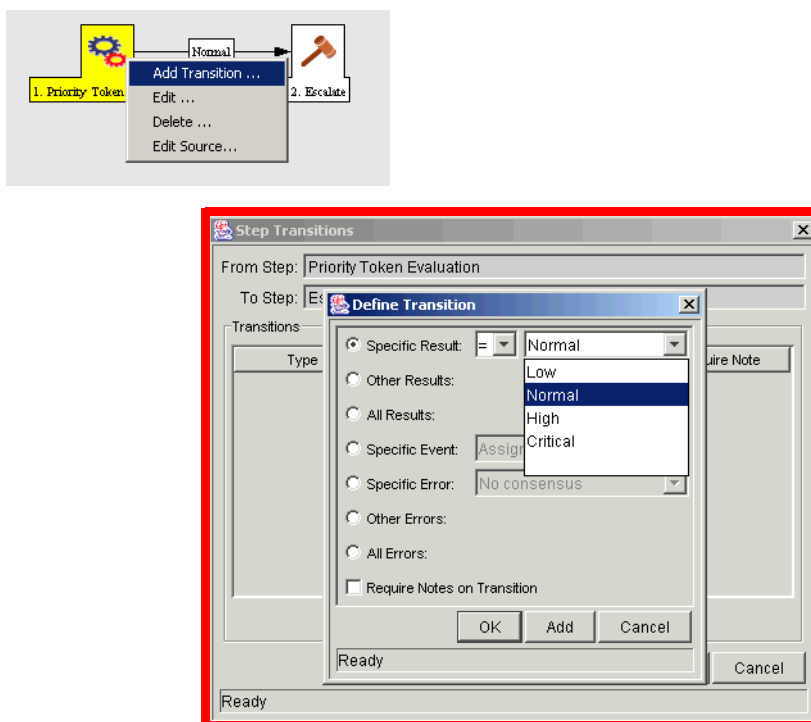 Normal
1. Priority Token
2. Escalate
Add Transition ...
Edit ...
Delete ...
Edit Source...
Step Transitions
From Step: Priority Token Evaluation
To Step: Es
Transitions
Type
uire Note
Define Transition
Specific Result: = Normal
Low
Normal
High
Critical
Other Results:
All Results:
Specific Event: Assign
Specific Error: No consensus
Other Errors:
All Errors:
Require Notes on Transition
OK Add Cancel
Ready
Cancel
Ready